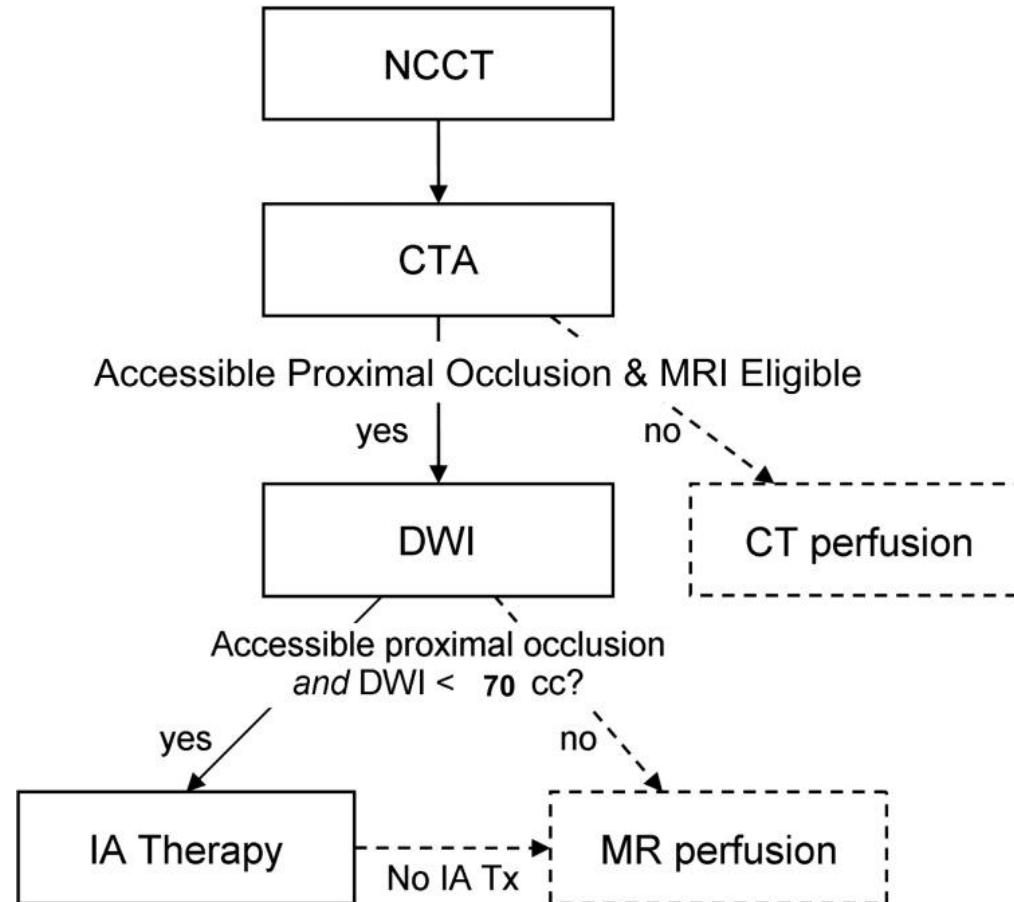 NCCT
CTA
Accessible Proximal Occlusion & MRI Eligible
yes
no
DWI
CT perfusion
Accessible proximal occlusion
and DWI < 70 cc?
yes
no
IA Therapy
No IA Tx
MR perfusion